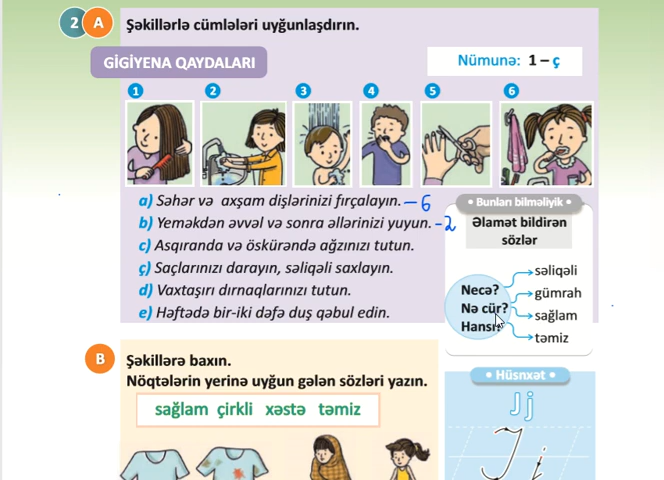 2 A Şəkillərlə cümlələri uyğunlaşdırın.
GİGİYENA QAYDALARI
Nümunə: 1 – ç
1 2 3 4 5 6
a) Səhər və axşam dişlərinizi fırçalayın. – 6
b) Yeməkdən əvvəl və sonra əllərinizi yuyun. - 2
c) Asqıranda və öskürəndə ağzınızı tutun.
ç) Saçlarınızı darayın, səliqəli saxlayın.
d) Vaxtaşırı dırnaqlarınızı tutun.
e) Həftədə bir-iki dəfə duş qəbul edin.
• Bunları bilməliyik •
Əlamət bildirən
sözlər
Necə?
Nə cür?
Hansı?
səliqəli
gümrah
sağlam
təmiz
B Şəkillərə baxın.
Nöqtələrin yerinə uyğun gələn sözləri yazın.
sağlam çirkli xəstə təmiz
• Hüsnxət •
Jj
J j